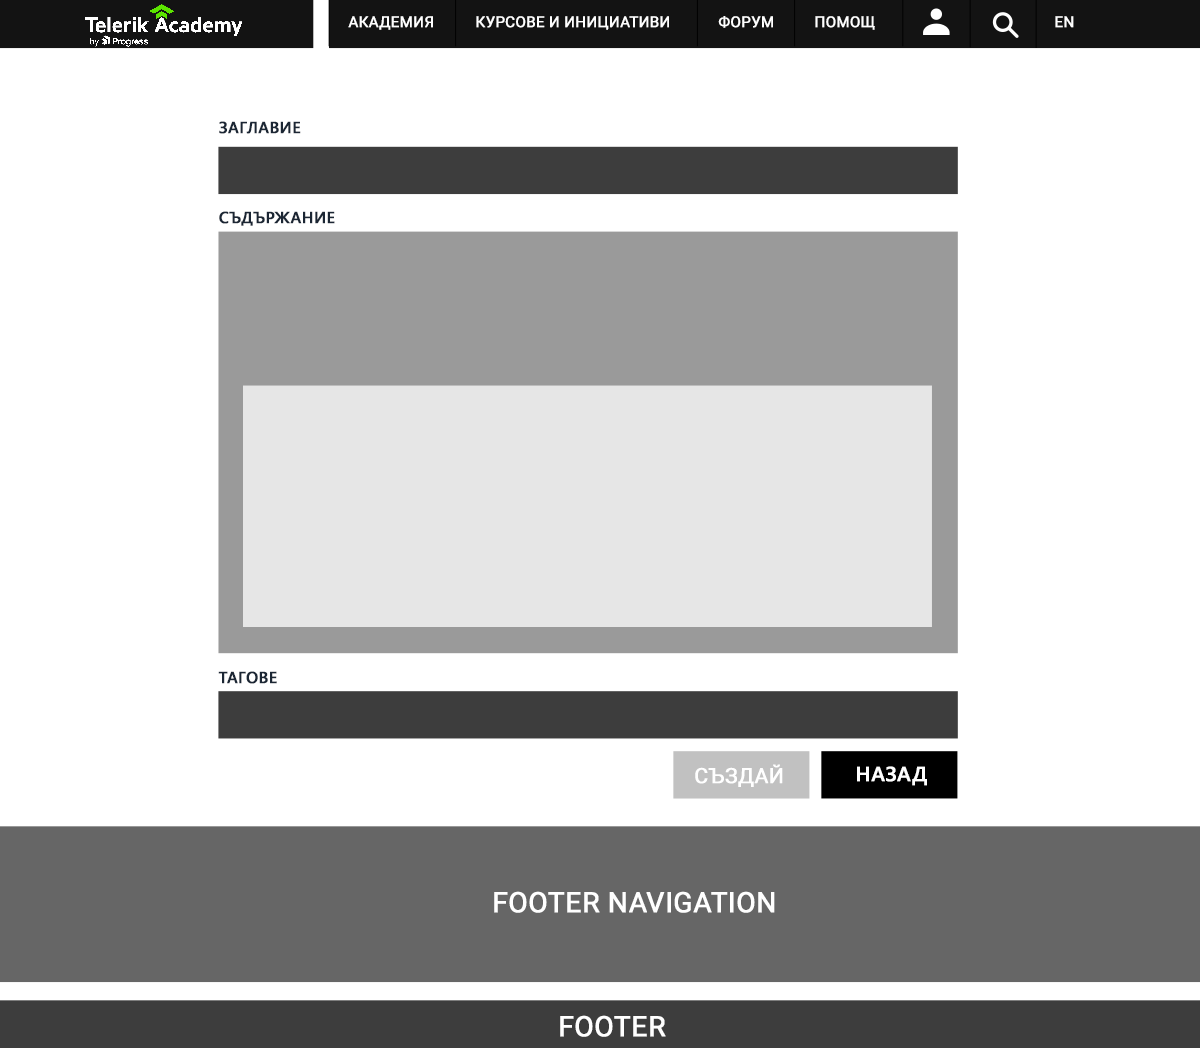 Telerik Academy
by Progress
АКАДЕМИЯ
КУРСОВЕ И ИНИЦИАТИВИ
ФОРУМ
ПОМОЩ
EN
ЗАГЛАВИЕ
СЪДЪРЖАНИЕ
ТАГОВЕ
СЪЗДАЙ
НАЗАД
FOOTER NAVIGATION
FOOTER